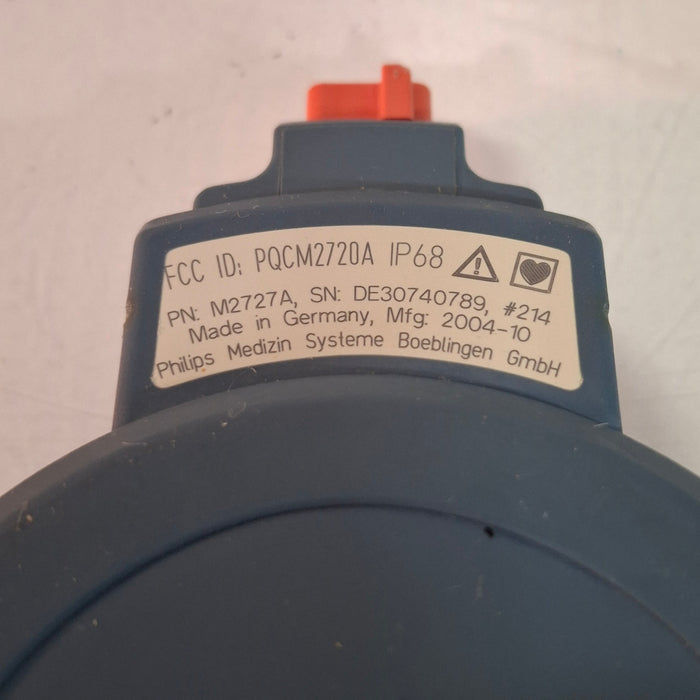 FCC ID: PQCM2720A IP68
PN: M2727A, SN: DE30740789, #214
Made in Germany, Mfg: 2004-10
Philips Medizin Systeme Boeblingen GmbH